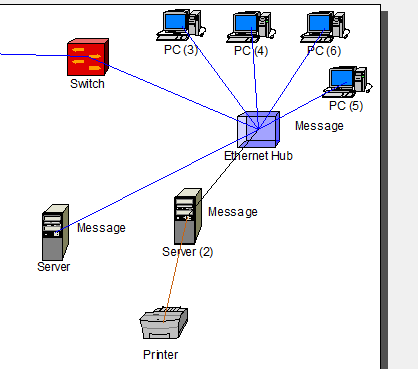 PC (3)
PC (4)
PC (6)
Switch
PC (5)
Message
Ethernet Hub
Message
Message
Server (2)
Server
Printer